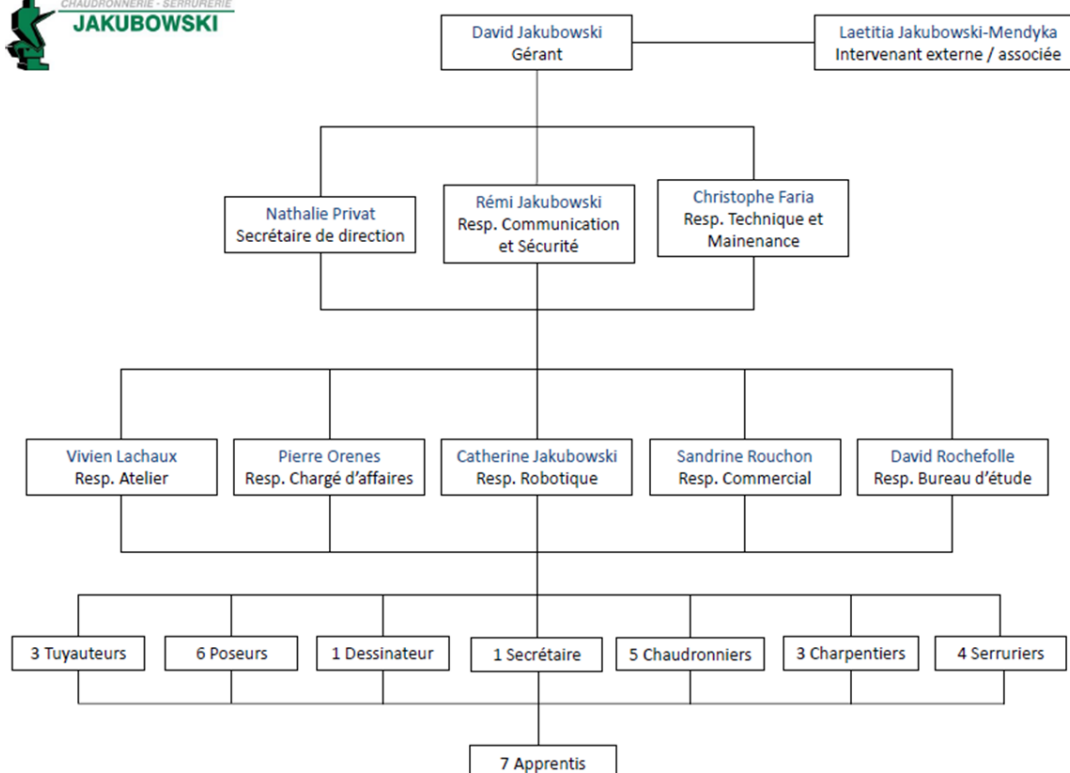 CHAUDRONNERIE - SERRURERIE
JAKUBOWSKI
David Jakubowski
Gérant
Laetitia Jakubowski-Mendyka
Intervenant externe / associée
Nathalie Privat
Secrétaire de direction
Rémi Jakubowski
Resp. Communication
et Sécurité
Christophe Faria
Resp. Technique et
Mainenance
Vivien Lachaux
Resp. Atelier
Pierre Orenes
Resp. Chargé d'affaires
Catherine Jakubowski
Resp. Robotique
Sandrine Rouchon
Resp. Commercial
David Rochefolle
Resp. Bureau d'étude
3 Tuyauteurs
6 Poseurs
1 Dessinateur
1 Secrétaire
5 Chaudronniers
3 Charpentiers
4 Serruriers
7 Apprentis